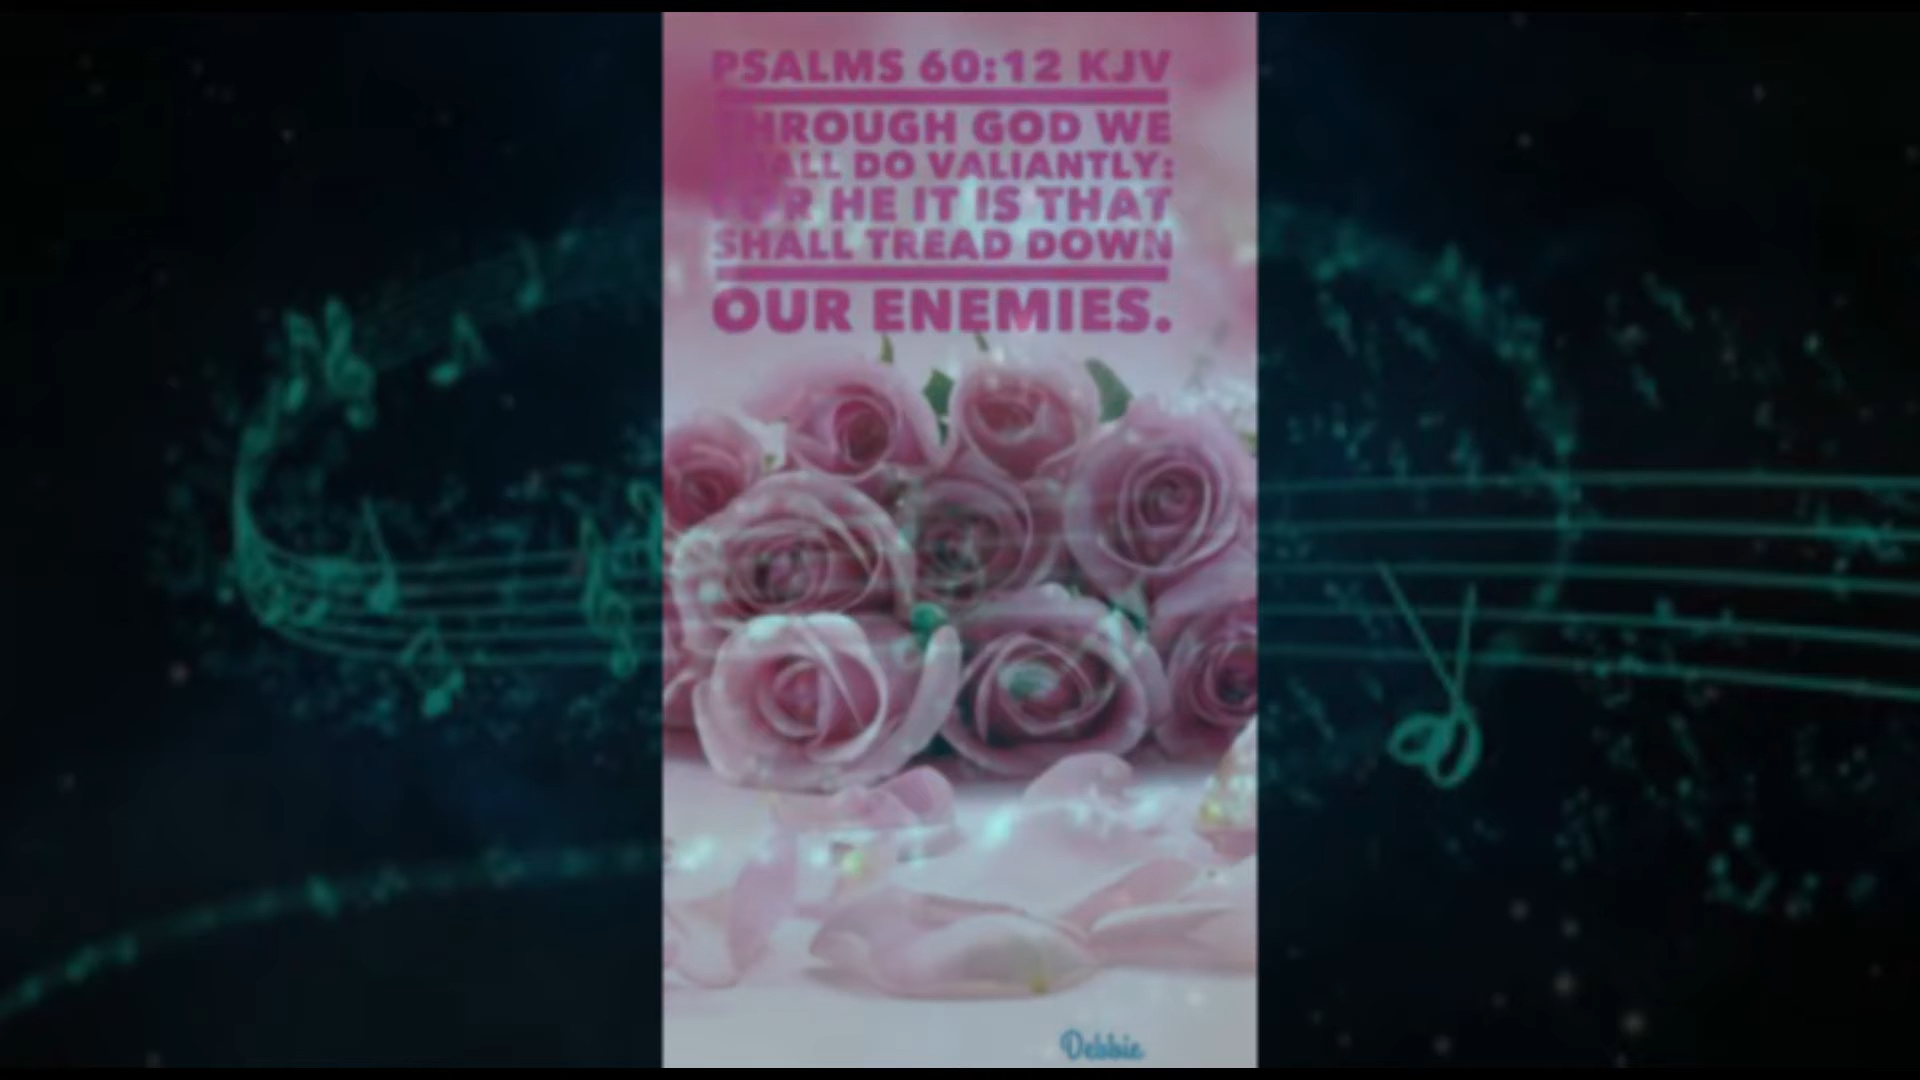 PSALMS 60:12 KJV
THROUGH GOD WE
SHALL DO VALIANTLY:
FOR HE IT IS THAT
SHALL TREAD DOWN
OUR ENEMIES.
Debbie